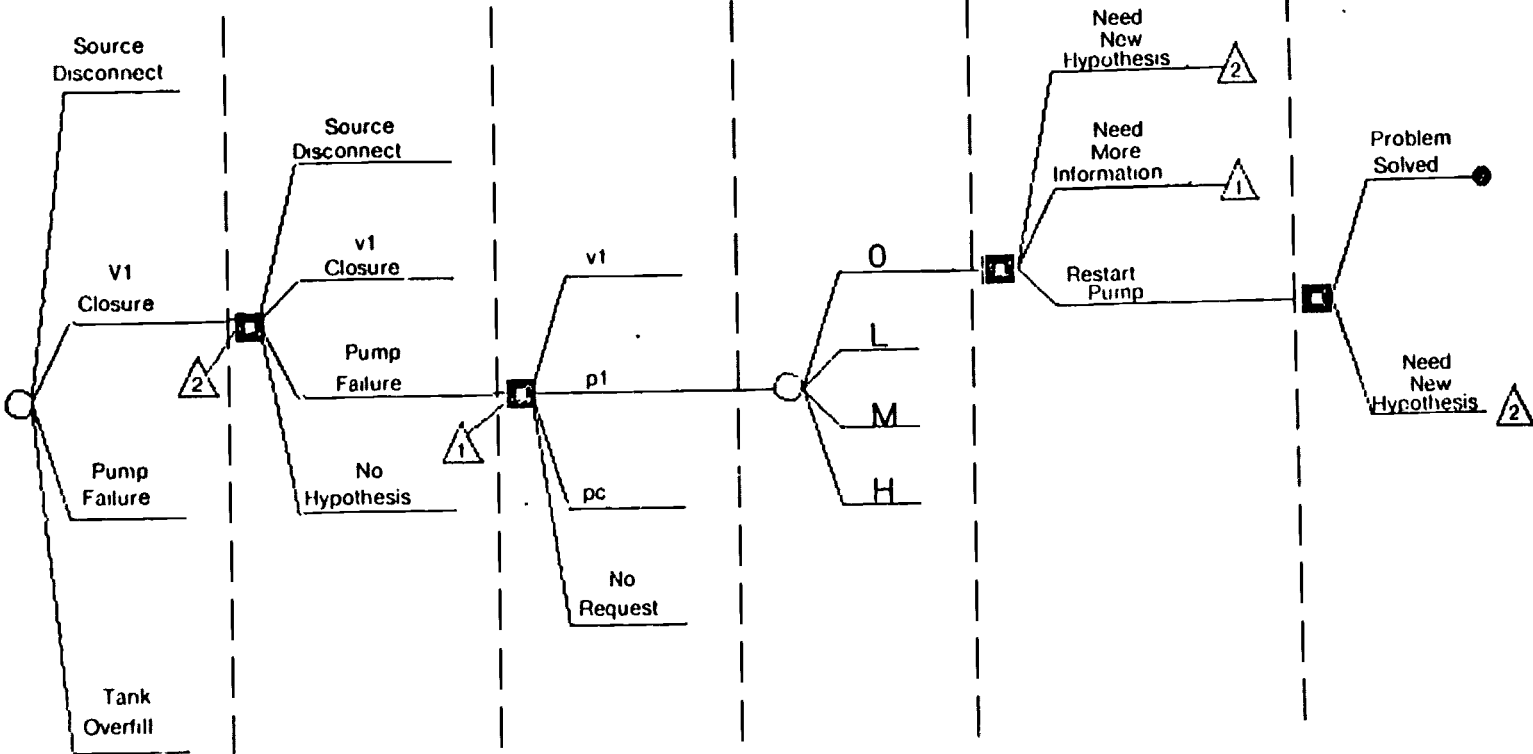 Source
Disconnect
V1
Closure
Pump
Failure
Tank
Overfill
Source
Disconnect
v1
Closure
Pump
Failure
No
Hypothesis
2
v1
p1
pc
No
Request
1
O
L
M
H
Need
New
Hypothesis
2
Need
More
Information
1
Restart
Pump
Problem
Solved
Need
New
Hypothesis
2